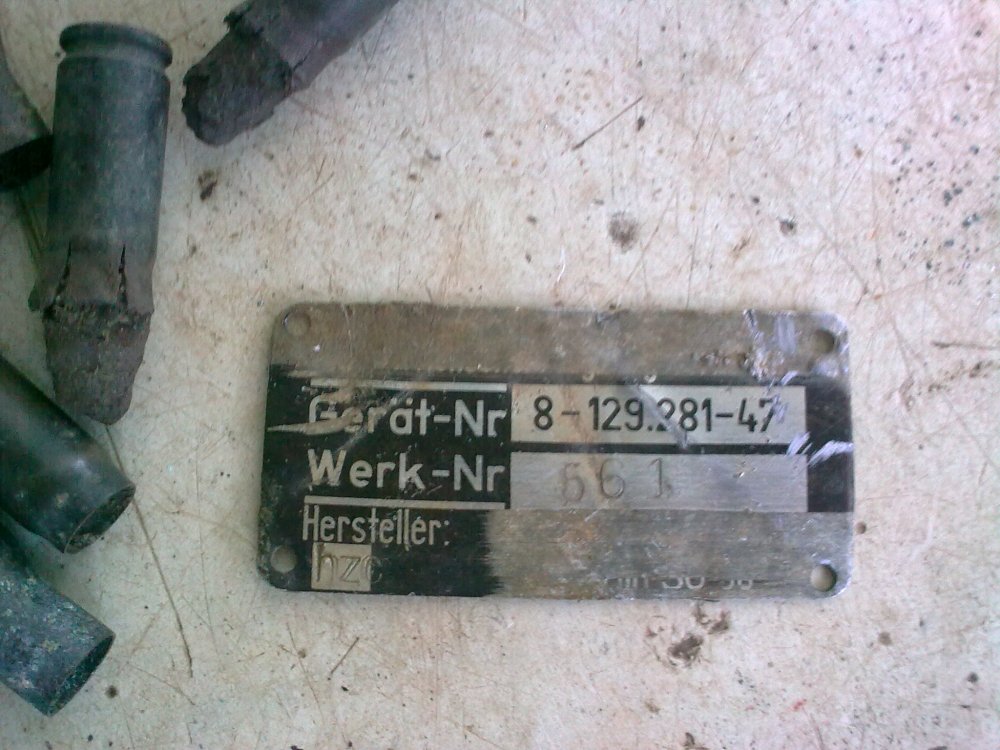 Gerät-Nr 8-129.281-47
Werk-Nr 661
Hersteller:
hzc